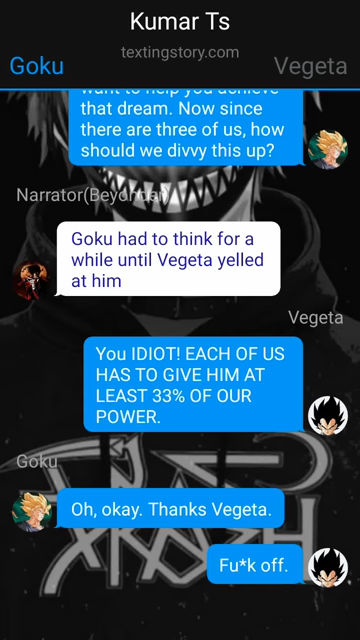 Kumar Ts
textingstory.com
Goku
Vegeta
want to help you achieve
that dream. Now since
there are three of us, how
should we divvy this up?
Narrator(Beyonder)
Goku had to think for a
while until Vegeta yelled
at him
Vegeta
You IDIOT! EACH OF US
HAS TO GIVE HIM AT
LEAST 33% OF OUR
POWER.
Goku
Oh, okay. Thanks Vegeta.
Fu*k off.